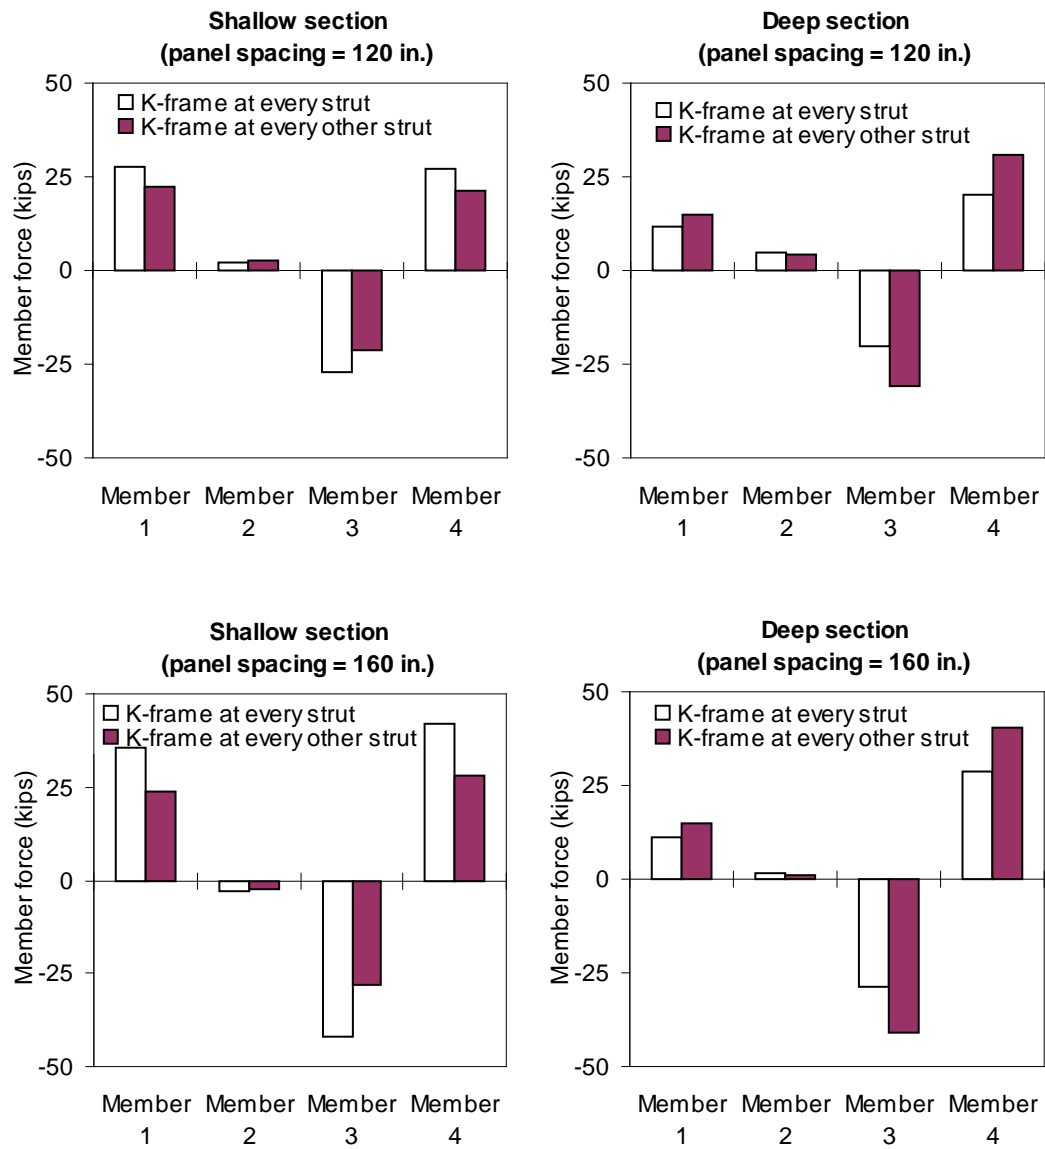 Shallow section
(panel spacing = 120 in.)
50
25
0
-25
-50
Member force (kips)
K-frame at every strut
K-frame at every other strut
Member Member Member Member
1 2 3 4
Deep section
(panel spacing = 120 in.)
50
25
0
-25
-50
Member force (kips)
K-frame at every strut
K-frame at every other strut
Member Member Member Member
1 2 3 4
Shallow section
(panel spacing = 160 in.)
50
25
0
-25
-50
Member force (kips)
K-frame at every strut
K-frame at every other strut
Member Member Member Member
1 2 3 4
Deep section
(panel spacing = 160 in.)
50
25
0
-25
-50
Member force (kips)
K-frame at every strut
K-frame at every other strut
Member Member Member Member
1 2 3 4